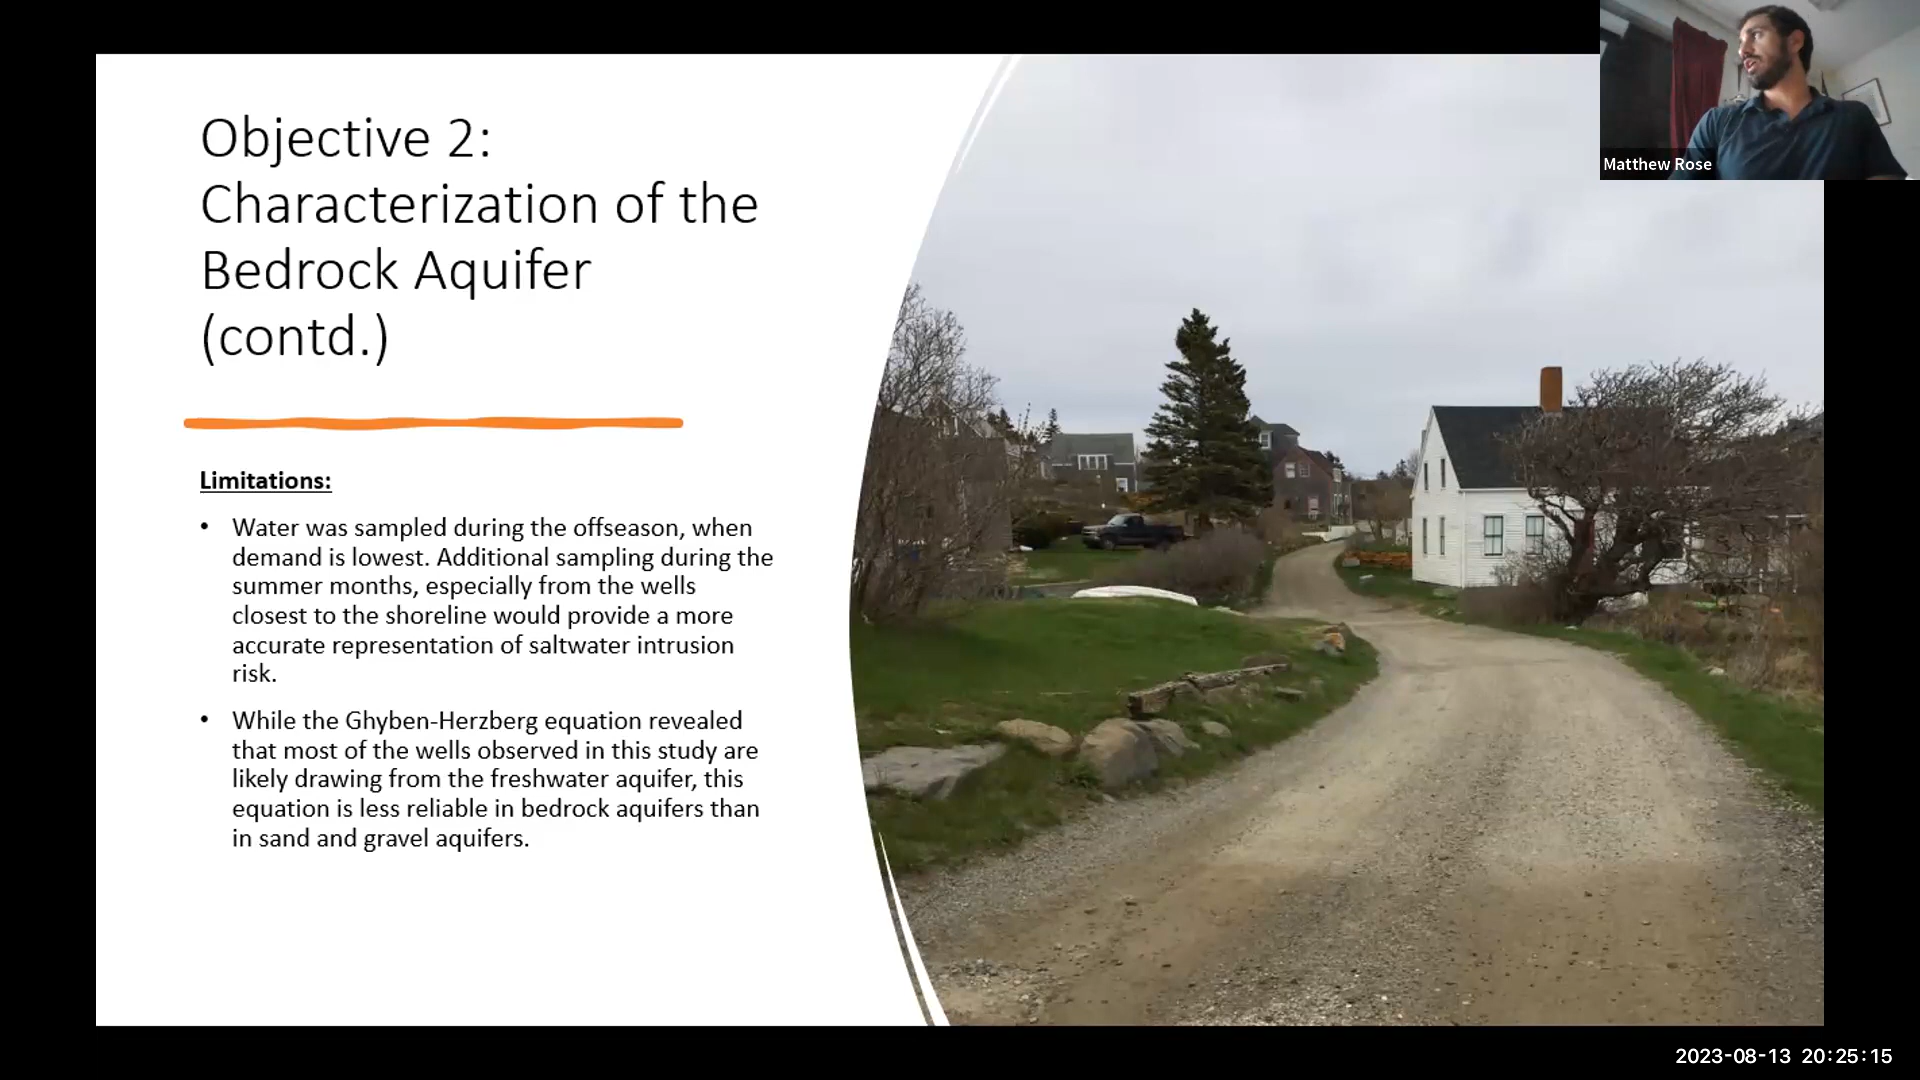 Objective 2:
Characterization of the
Bedrock Aquifer
(contd.)
Limitations:
• Water was sampled during the offseason, when
demand is lowest. Additional sampling during the
summer months, especially from the wells
closest to the shoreline would provide a more
accurate representation of saltwater intrusion
risk.
• While the Ghyben-Herzberg equation revealed
that most of the wells observed in this study are
likely drawing from the freshwater aquifer, this
equation is less reliable in bedrock aquifers than
in sand and gravel aquifers.
Matthew Rose
2023-08-13 20:25:15